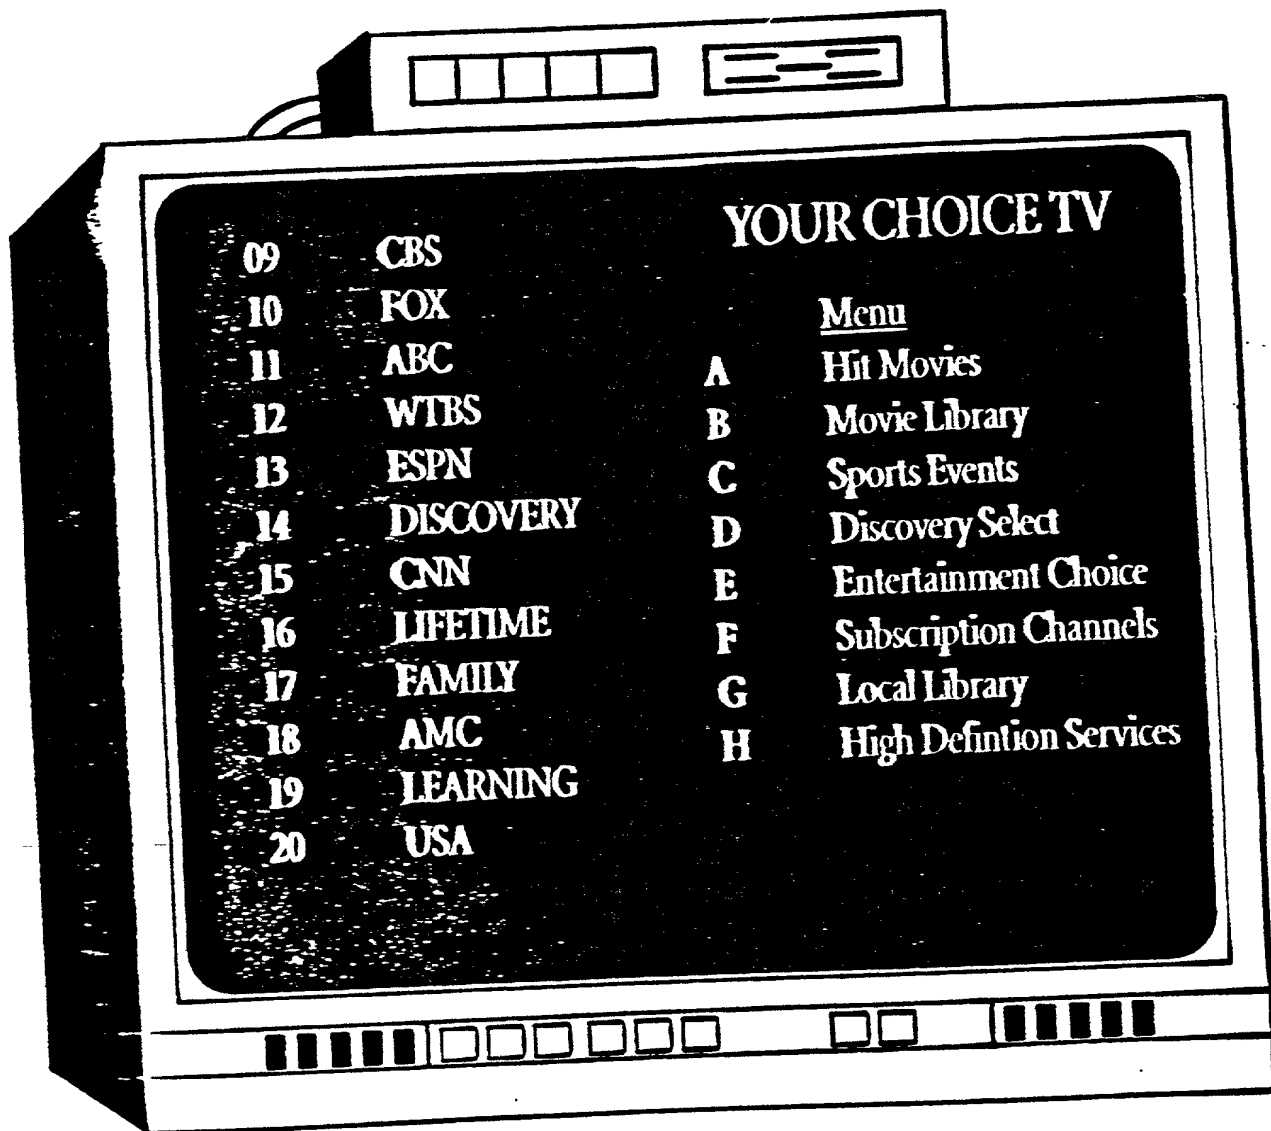 YOUR CHOICE TV
09 CBS
10 FOX
11 ABC
12 WTBS
13 ESPN
14 DISCOVERY
15 CNN
16 LIFETIME
17 FAMILY
18 AMC
19 LEARNING
20 USA
Menu
A Hit Movies
B Movie Library
C Sports Events
D Discovery Select
E Entertainment Choice
F Subscription Channels
G Local Library
H High Defintion Services